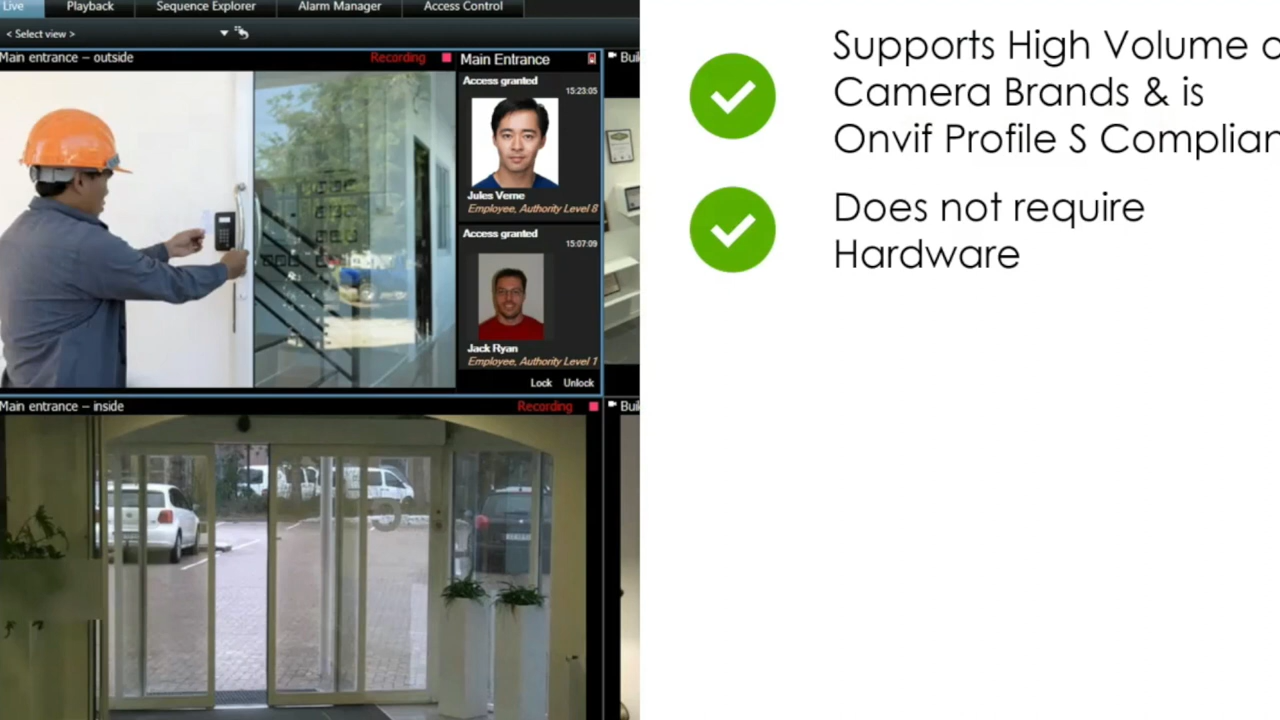 Live Playback Sequence Explorer Alarm Manager Access Control
< Select view >
Main entrance – outside Recording
Main Entrance
Access granted
15:23:05
Jules Verne
Employee, Authority Level 8
Access granted
15:07:09
Jack Ryan
Employee, Authority Level 1
Lock Unlock
Main entrance – inside Recording
Supports High Volume
Camera Brands & is
Onvif Profile S
Does not require
Hardware